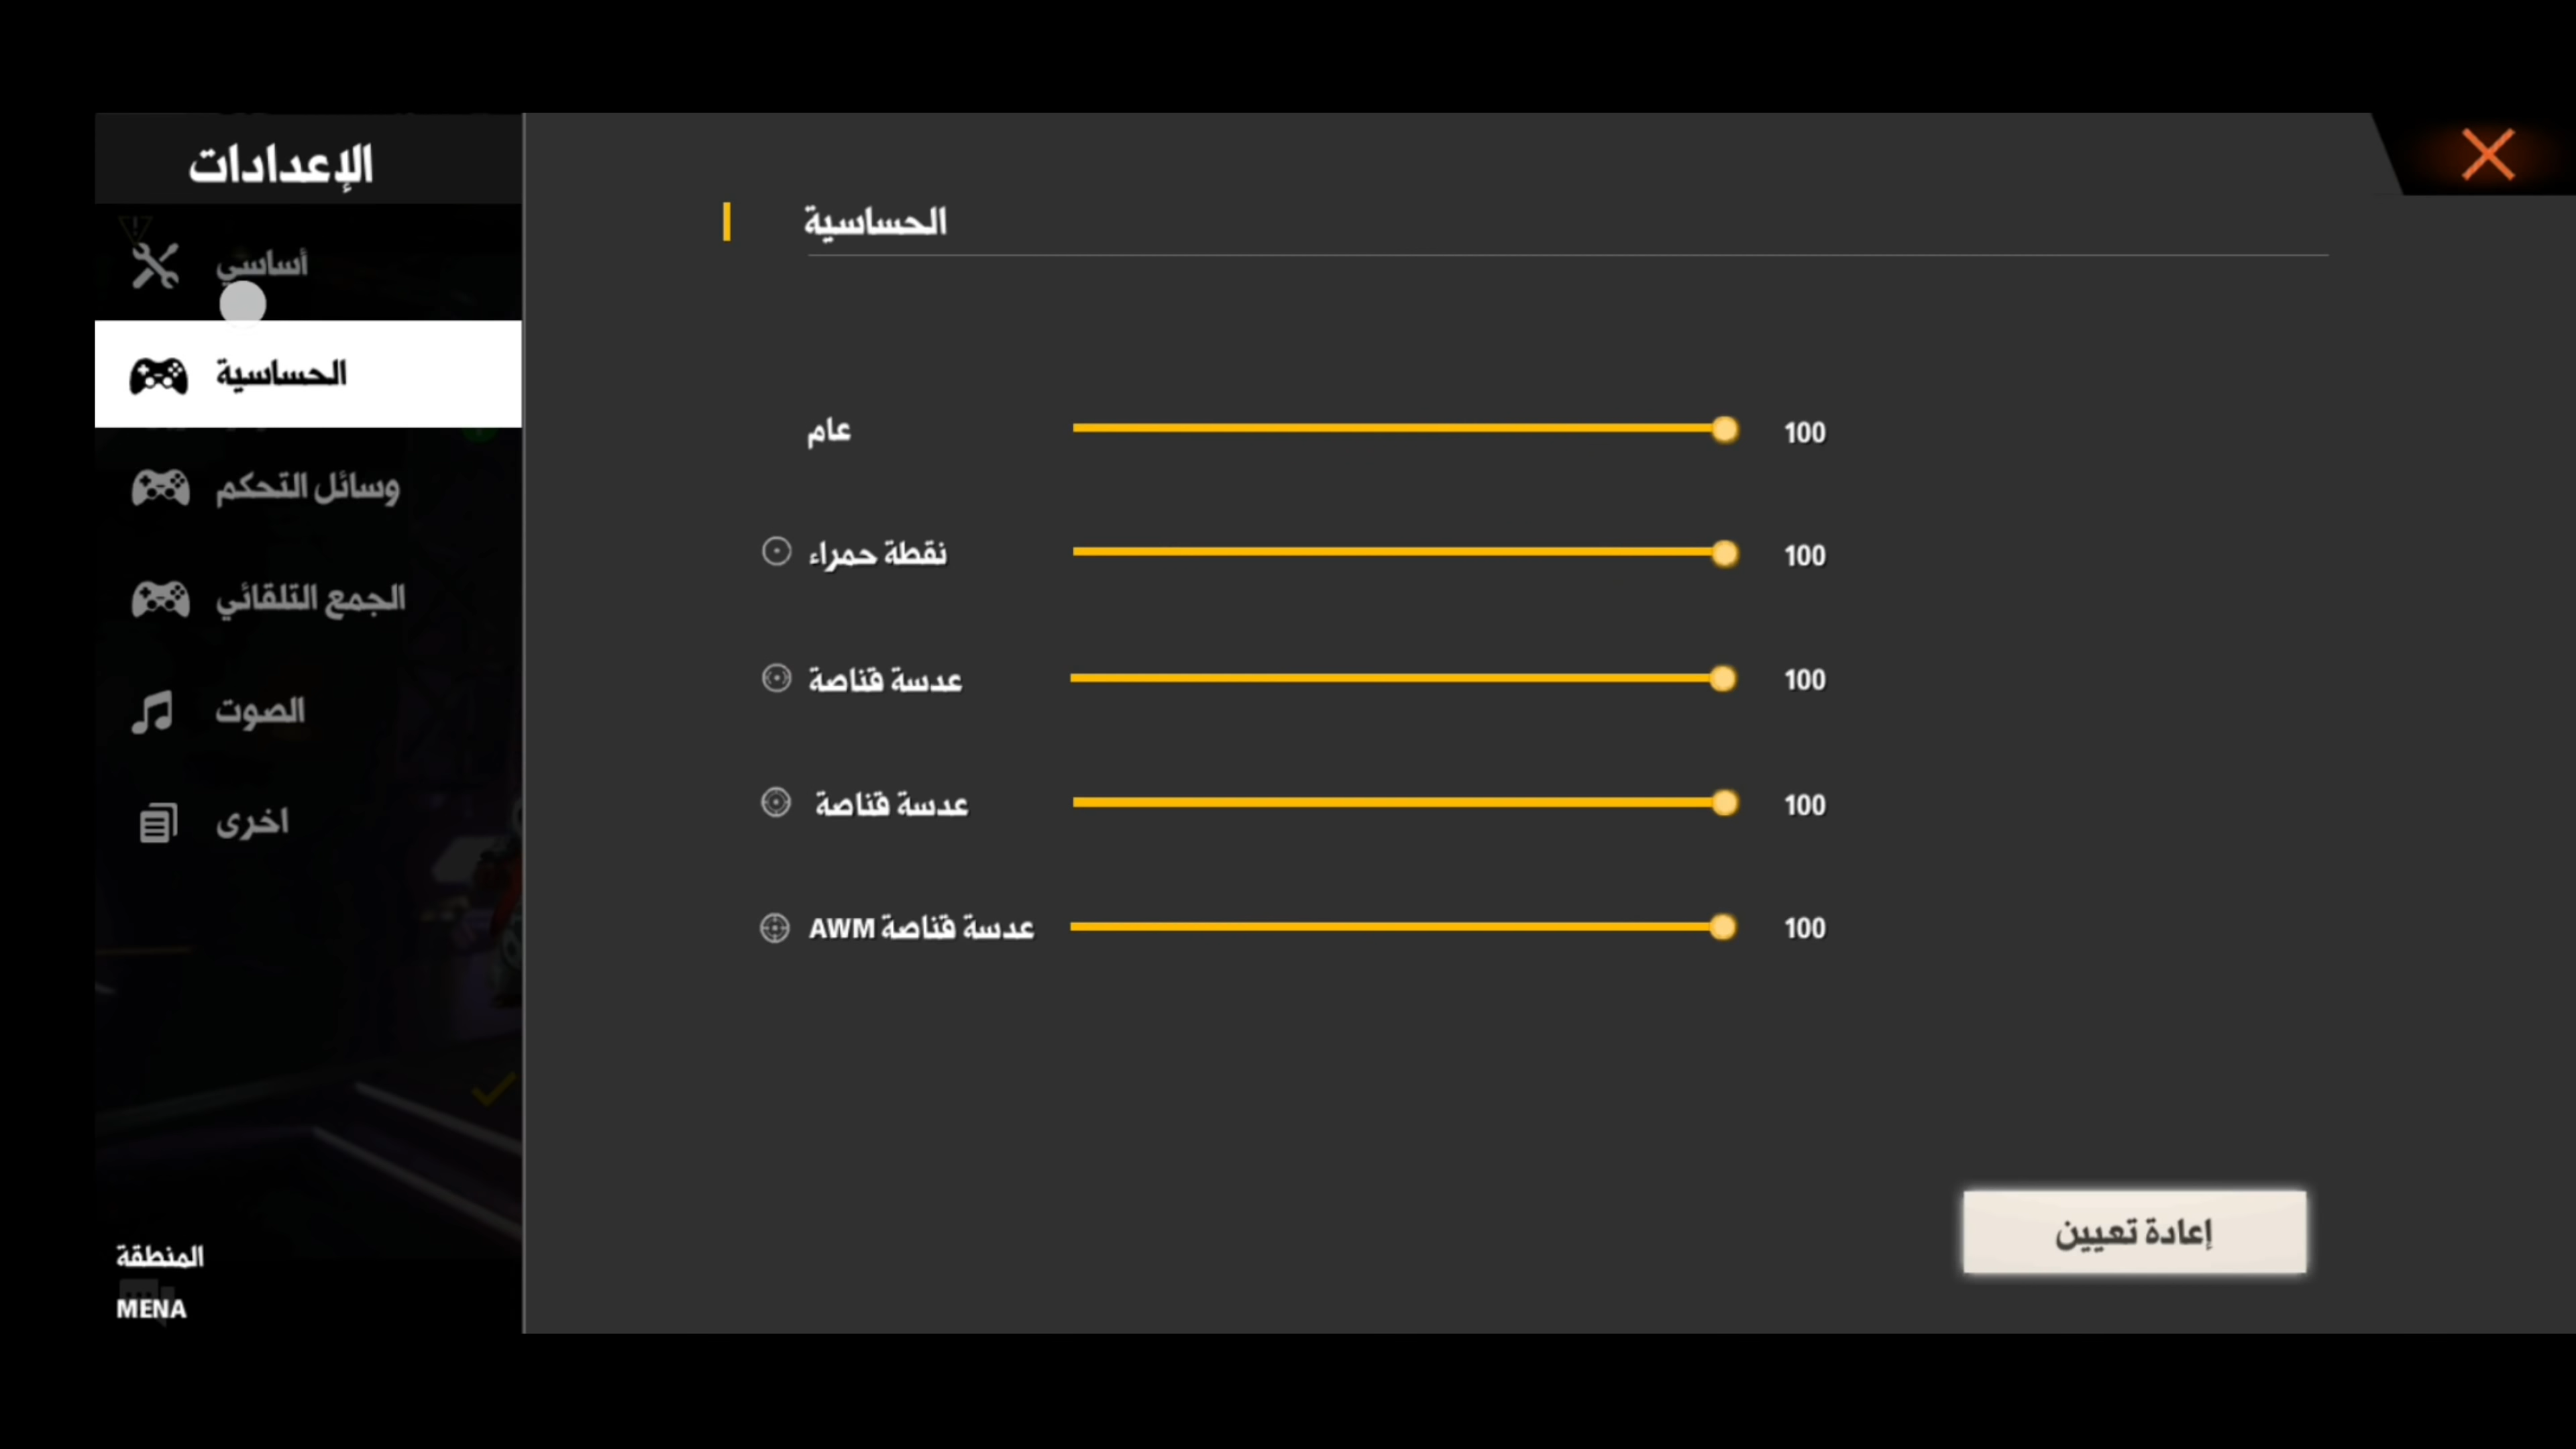 الإعدادات
أساسي
الحساسية
وسائل التحكم
الجمع التلقائي
الصوت
اخرى
المنطقة
MENA
الحساسية
عام 100
نقطة حمراء 100
عدسة قناصة 100
عدسة قناصة 100
عدسة قناصة AWM 100
إعادة تعيين